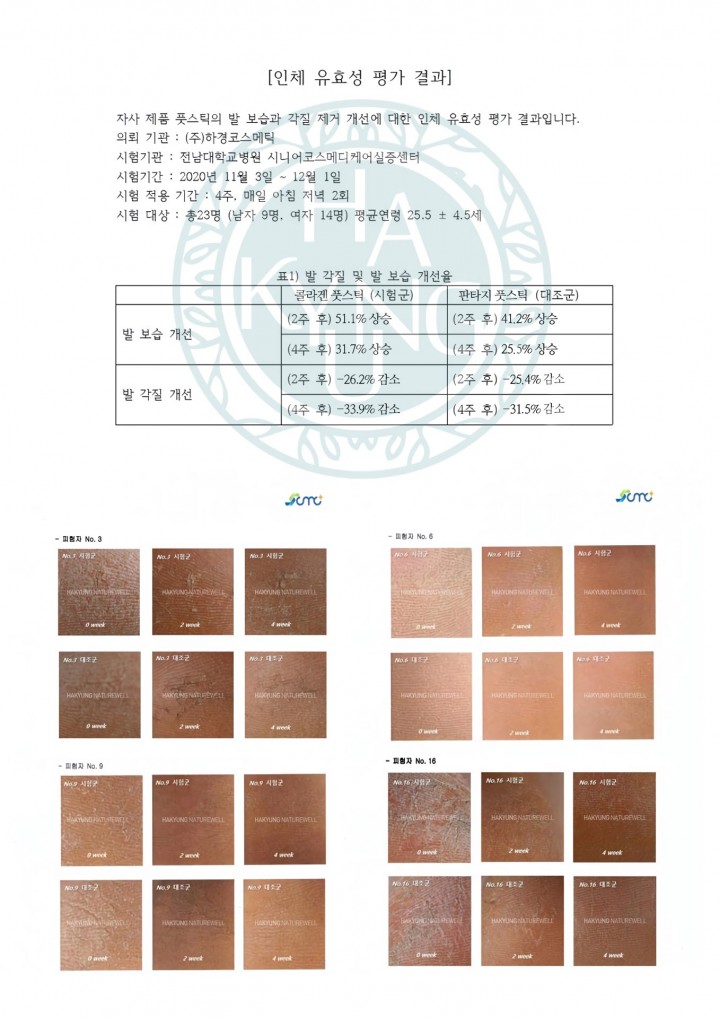 [인체 유효성 평가 결과]
자사 제품 풋스틱의 발 보습과 각질 제거 개선에 대한 인체 유효성 평가 결과입니다.
의뢰 기관 : (주)하경코스메틱
시험기관 : 전남대학교병원 시니어코스메디케어실증센터
시험기간 : 2020년 11월 3일 ~ 12월 1일
시험 적용 기간 : 4주, 매일 아침 저녁 2회
시험 대상 : 총23명 (남자 9명, 여자 14명) 평균연령 25.5 ± 4.5세
HA
KYUNG
표1) 발 각질 및 발 보습 개선율
콜라겐 풋스틱 (시험군) 판타지 풋스틱 (대조군)
발 보습 개선
(2주 후) 51.1% 상승 (2주 후) 41.2% 상승
(4주 후) 31.7% 상승 (4주 후) 25.5% 상승
발 각질 개선
(2주 후) -26.2% 감소 (2주 후) -25.4% 감소
(4주 후) -33.9% 감소 (4주 후) -31.5% 감소
- 피험자 No. 3
No.3 시험군 No.3 시험군 No.3 시험군
HAKYUNG NATUREWELL HAKYUNG NATUREWELL HAKYUNG NATUREWELL
0 week 2 week 4 week
No.3 대조군 No.3 대조군 No.3 대조군
HAKYUNG NATUREWELL HAKYUNG NATUREWELL HAKYUNG NATUREWELL
0 week 2 week 4 week
- 피험자 No. 6
No.6 시험군 No.6 시험군 No.6 시험군
HAKYUNG NATUREWELL HAKYUNG NATUREWELL HAKYUNG NATUREWELL
0 week 2 week 4 week
No.6 대조군 No.6 대조군 No.6 대조군
HAKYUNG NATUREWELL HAKYUNG NATUREWELL HAKYUNG NATUREWELL
0 week 2 week 4 week
- 피험자 No. 9
No.9 시험군 No.9 시험군 No.9 시험군
HAKYUNG NATUREWELL HAKYUNG NATUREWELL HAKYUNG NATUREWELL
0 week 2 week 4 week
No.9 대조군 No.9 대조군 No.9 대조군
HAKYUNG NATUREWELL HAKYUNG NATUREWELL HAKYUNG NATUREWELL
0 week 2 week 4 week
- 피험자 No. 16
No.16 시험군 No.16 시험군 No.16 시험군
HAKYUNG NATUREWELL HAKYUNG NATUREWELL HAKYUNG NATUREWELL
0 week 2 week 4 week
No.16 대조군 No.16 대조군 No.16 대조군
HAKYUNG NATUREWELL HAKYUNG NATUREWELL HAKYUNG NATUREWELL
0 week 2 week 4 week